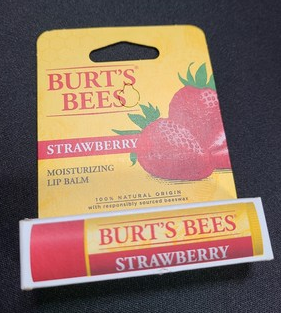 BURT'S
BEES
STRAWBERRY
MOISTURIZING
LIP BALM
100% NATURAL ORIGIN
with responsibly sourced beeswax
BURT'S BEES
STRAWBERRY